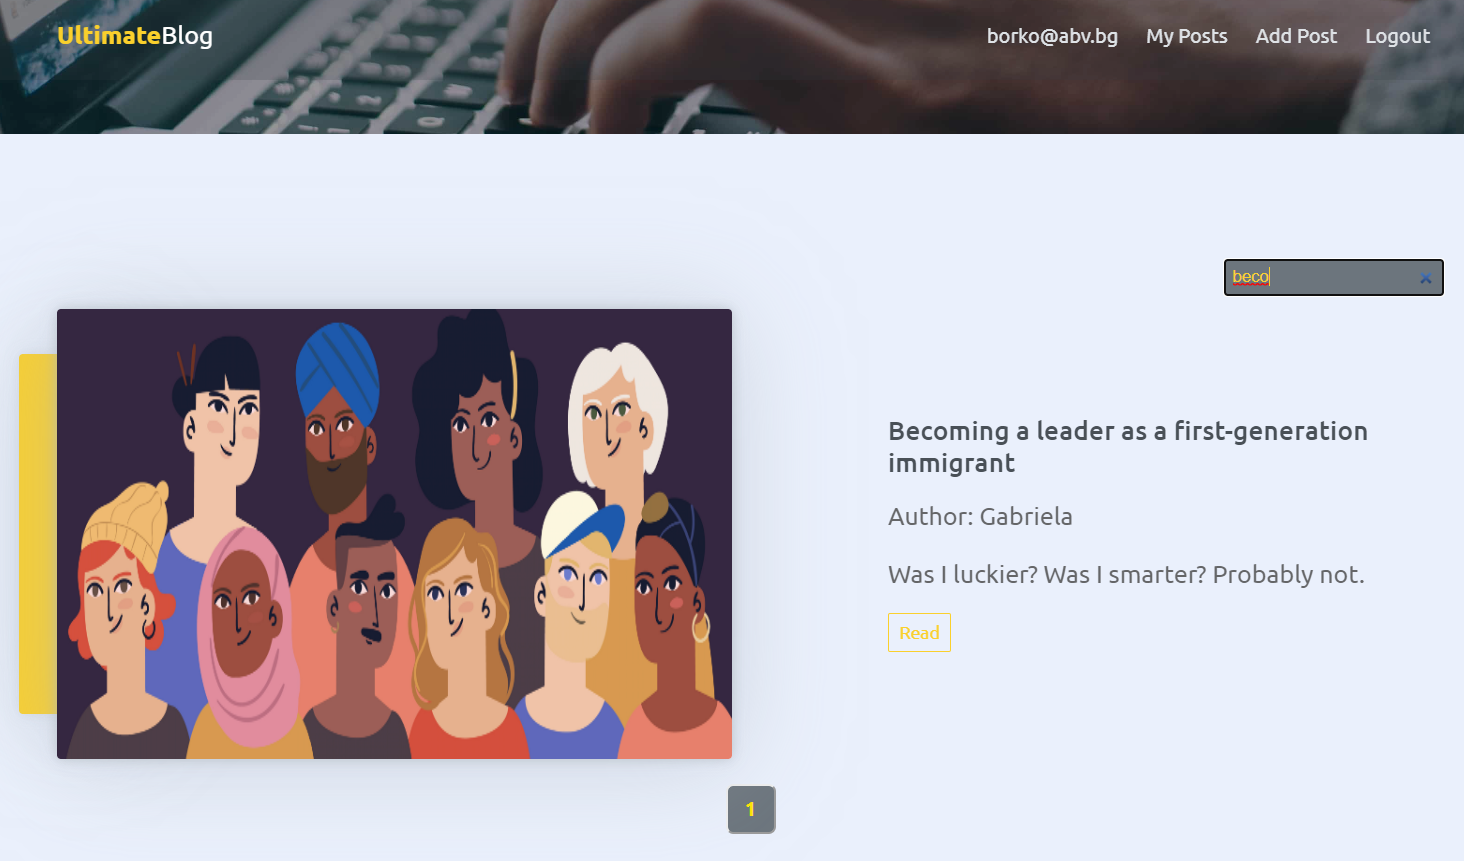 UltimateBlog
borko@abv.bg My Posts Add Post Logout
beco
Becoming a leader as a first-generation
immigrant
Author: Gabriela
Was I luckier? Was I smarter? Probably not.
Read
1